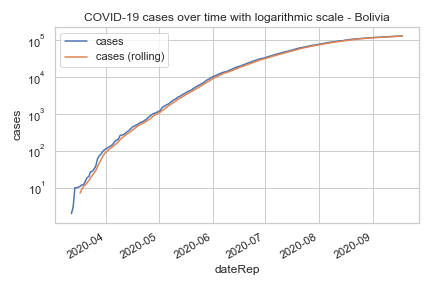 COVID-19 cases over time with logarithmic scale - Bolivia
cases
cases (rolling)
10^5
10^4
10^3
10^2
10^1
cases
2020-04
2020-05
2020-06
2020-07
2020-08
2020-09
dateRep